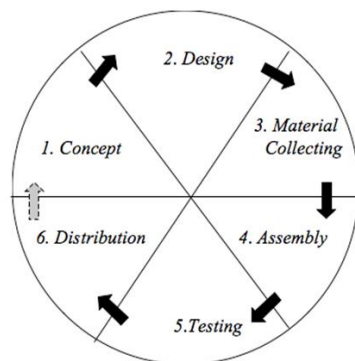 1. Concept
2. Design
3. Material
Collecting
4. Assembly
5.Testing
6. Distribution